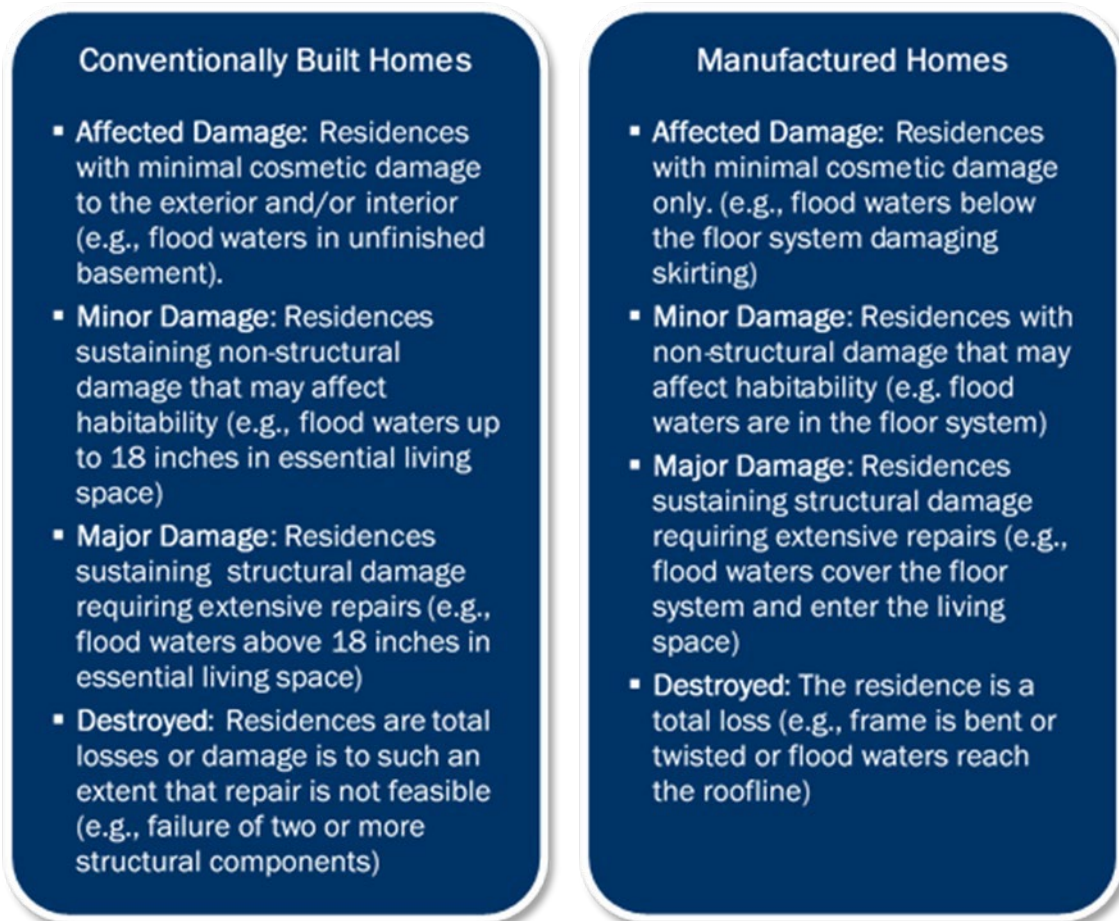 Conventionally Built Homes
▪ Affected Damage: Residences
with minimal cosmetic damage
to the exterior and/or interior
(e.g., flood waters in unfinished
basement).
▪ Minor Damage: Residences
sustaining non-structural
damage that may affect
habitability (e.g., flood waters up
to 18 inches in essential living
space)
▪ Major Damage: Residences
sustaining structural damage
requiring extensive repairs (e.g.,
flood waters above 18 inches in
essential living space)
▪ Destroyed: Residences are total
losses or damage is to such an
extent that repair is not feasible
(e.g., failure of two or more
structural components)
Manufactured Homes
▪ Affected Damage: Residences
with minimal cosmetic damage
only. (e.g., flood waters below
the floor system damaging
skirting)
▪ Minor Damage: Residences with
non-structural damage that may
affect habitability (e.g. flood
waters are in the floor system)
▪ Major Damage: Residences
sustaining structural damage
requiring extensive repairs (e.g.,
flood waters cover the floor
system and enter the living
space)
▪ Destroyed: The residence is a
total loss (e.g., frame is bent or
twisted or flood waters reach
the roofline)